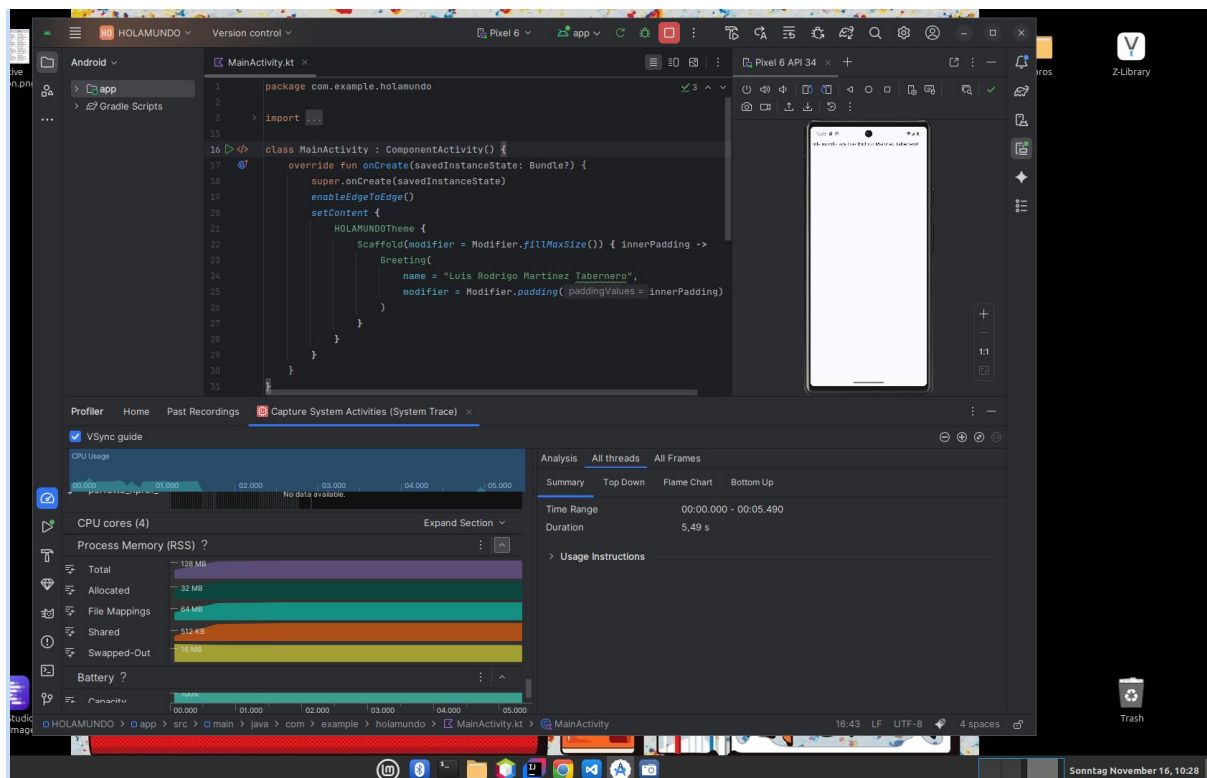 HO HOLAMUNDO Version control Pixel 6 app
Android
MainActivity.kt
Pixel 6 API 34
Z-Library
app
Gradle Scripts
1 package com.example.holamundo
3
2
3 import ...
15
16 class MainActivity : ComponentActivity() {
17 override fun onCreate(savedInstanceState: Bundle?) {
18 super.onCreate(savedInstanceState)
19 enableEdgeToEdge()
20 setContent {
21 HOLAMUNDOTheme {
22 Scaffold(modifier = Modifier.fillMaxSize()) { innerPadding ->
23 Greeting(
24 name = "Luis Rodrigo Martínez Tabernero",
25 modifier = Modifier.padding( paddingValues = innerPadding)
26 )
27 }
28 }
29 }
30 }
31 }
1:1
Profiler Home Past Recordings Capture System Activities (System Trace)
VSync guide
CPU Usage
00.000 01.000 02.000 03.000 04.000 05.000
No data available.
CPU cores (4) Expand Section
Process Memory (RSS) ?
Total 128 MB
Allocated 32 MB
File Mappings 64 MB
Shared 512 KB
Swapped-Out 16 MB
Battery ?
Capacity 100%
00.000 01.000 02.000 03.000 04.000 05.000
Analysis All threads All Frames
Summary Top Down Flame Chart Bottom Up
Time Range 00:00.000 - 00:05.490
Duration 5,49 s
Usage Instructions
HOLAMUNDO > app > src > main > java > com > example > holamundo > MainActivity.kt > MainActivity
16:43 LF UTF-8 4 spaces
Trash
Sonntag November 16, 10:28